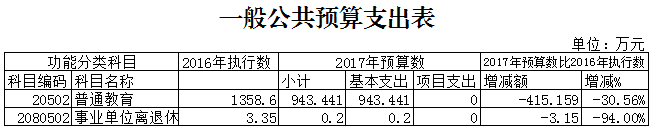 一般公共预算支出表
单位：万元
功能分类科目 2016年执行数 2017年预算数 2017年预算数比2016年执行数
科目编码 科目名称 小计 基本支出 项目支出 增减额 增减%
20502 普通教育 1358.6 943.441 943.441 0 -415.159 -30.56%
2080502 事业单位离退休 3.35 0.2 0.2 0 -3.15 -94.00%